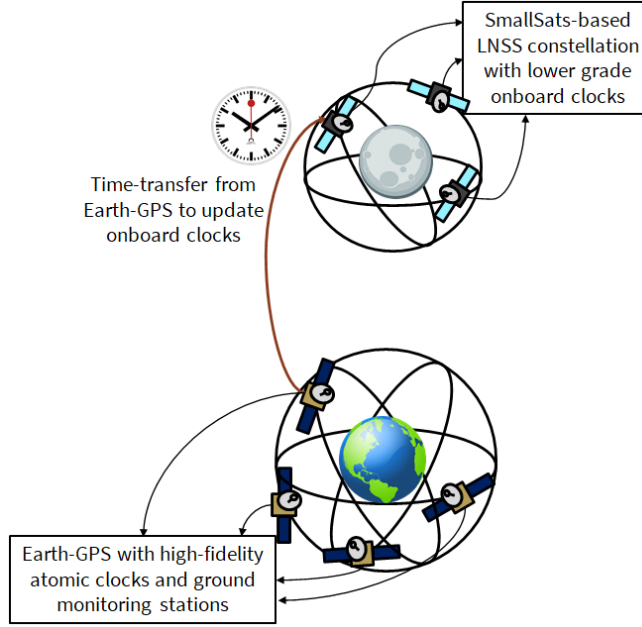 SmallSats-based
LNSS constellation
with lower grade
onboard clocks
Time-transfer from
Earth-GPS to update
onboard clocks
Earth-GPS with high-fidelity
atomic clocks and ground
monitoring stations